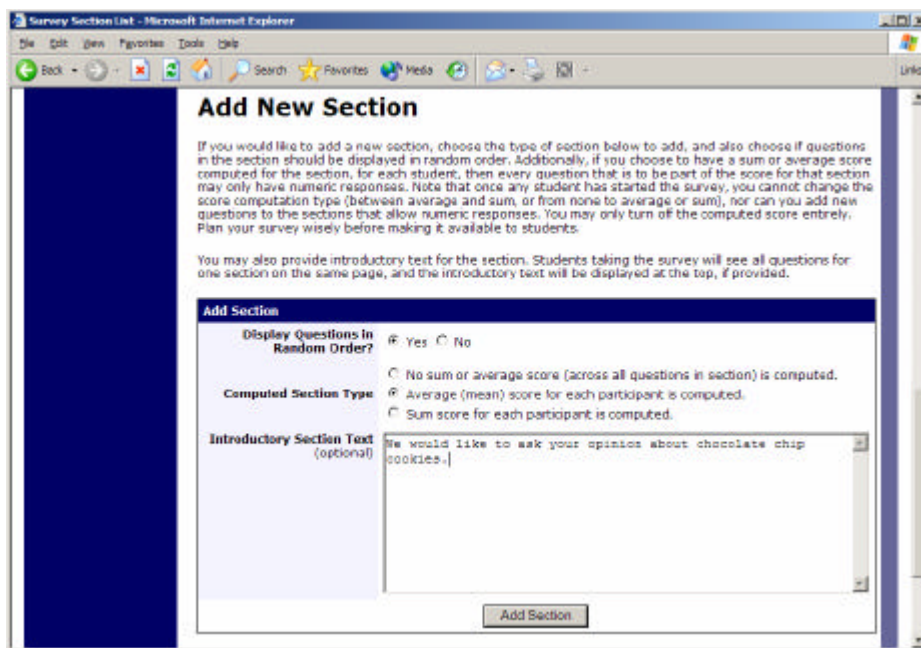 Survey Section List - Microsoft Internet Explorer
File Edit View Favorites Tools Help
Back Search Favorites Media Links
Add New Section
If you would like to add a new section, choose the type of section below to add, and also choose if questions
in the section should be displayed in random order. Additionally, if you choose to have a sum or average score
computed for the section, for each student, then every question that is to be part of the score for that section
may only have numeric responses. Note that once any student has started the survey, you cannot change the
score computation type (between average and sum, or from none to average or sum), nor can you add new
questions to the sections that allow numeric responses. You may only turn off the computed score entirely.
Plan your survey wisely before making it available to students.
You may also provide introductory text for the section. Students taking the survey will see all questions for
one section on the same page, and the introductory text will be displayed at the top, if provided.
Add Section
Display Questions in
Random Order?
Yes No
No sum or average score (across all questions in section) is computed.
Computed Section Type
Average (mean) score for each participant is computed.
Sum score for each participant is computed.
Introductory Section Text
(optional)
We would like to ask your opinion about chocolate chip
cookies.
Add Section